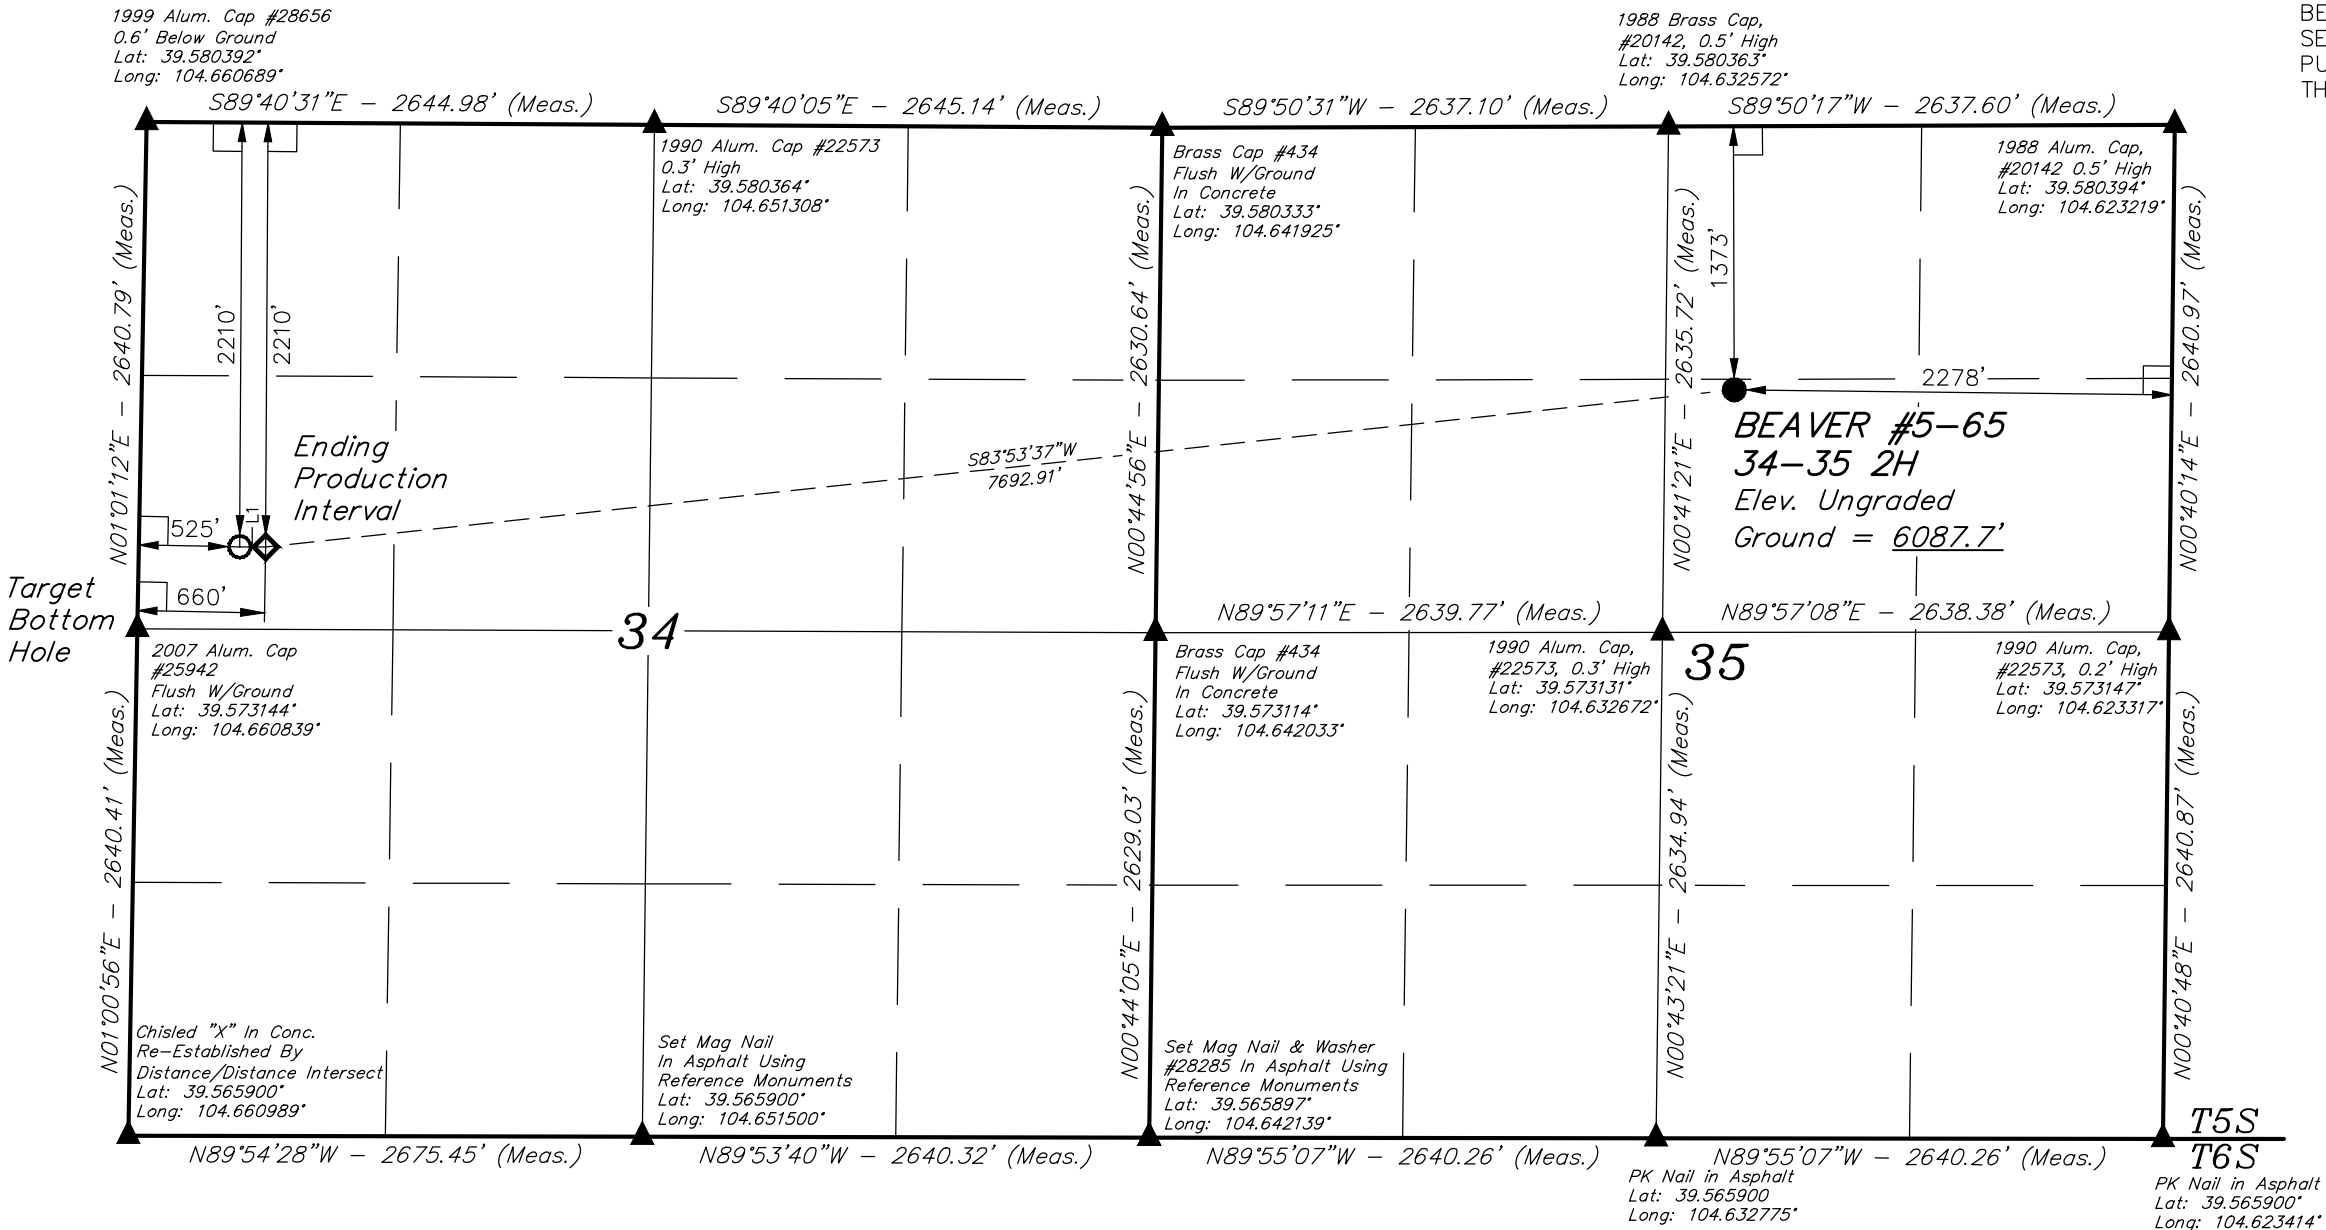 1999 Alum. Cap #28656
0.6' Below Ground
Lat: 39.580392°
Long: 104.660689°
1988 Brass Cap,
#20142, 0.5' High
Lat: 39.580363°
Long: 104.632572°
BE
SE
PU
TH
S89°40'31"E – 2644.98' (Meas.)
S89°40'05"E – 2645.14' (Meas.)
S89°50'31"W – 2637.10' (Meas.)
S89°50'17"W – 2637.60' (Meas.)
1990 Alum. Cap #22573
0.3' High
Lat: 39.580364°
Long: 104.651308°
Brass Cap #434
Flush W/Ground
In Concrete
Lat: 39.580333°
Long: 104.641925°
1988 Alum. Cap,
#20142 0.5' High
Lat: 39.580394°
Long: 104.623219°
N01°01'12"E – 2640.79' (Meas.)
2210'
2210'
N00°44'56"E – 2630.64' (Meas.)
N00°41'21"E – 2635.72' (Meas.)
1373'
N00°40'14"E – 2640.97' (Meas.)
2278'
BEAVER #5–65
34–35 2H
Elev. Ungraded
Ground = 6087.7'
Ending
Production
Interval
S83°53'37"W
7692.91'
525'
L1
660'
Target
Bottom
Hole
34
N89°57'11"E – 2639.77' (Meas.)
N89°57'08"E – 2638.38' (Meas.)
35
2007 Alum. Cap
#25942
Flush W/Ground
Lat: 39.573144°
Long: 104.660839°
Brass Cap #434
Flush W/Ground
In Concrete
Lat: 39.573114°
Long: 104.642033°
1990 Alum. Cap,
#22573, 0.3' High
Lat: 39.573131°
Long: 104.632672°
1990 Alum. Cap,
#22573, 0.2' High
Lat: 39.573147°
Long: 104.623317°
N01°00'56"E – 2640.41' (Meas.)
N00°44'05"E – 2629.03' (Meas.)
N00°43'21"E – 2634.94' (Meas.)
N00°40'48"E – 2640.87' (Meas.)
Chisled "X" In Conc.
Re–Established By
Distance/Distance Intersect
Lat: 39.565900°
Long: 104.660989°
Set Mag Nail
In Asphalt Using
Reference Monuments
Lat: 39.565900°
Long: 104.651500°
Set Mag Nail & Washer
#28285 In Asphalt Using
Reference Monuments
Lat: 39.565897°
Long: 104.642139°
T5S
T6S
N89°54'28"W – 2675.45' (Meas.)
N89°53'40"W – 2640.32' (Meas.)
N89°55'07"W – 2640.26' (Meas.)
N89°55'07"W – 2640.26' (Meas.)
PK Nail in Asphalt
Lat: 39.565900
Long: 104.632775°
PK Nail in Asphalt
Lat: 39.565900°
Long: 104.623414°